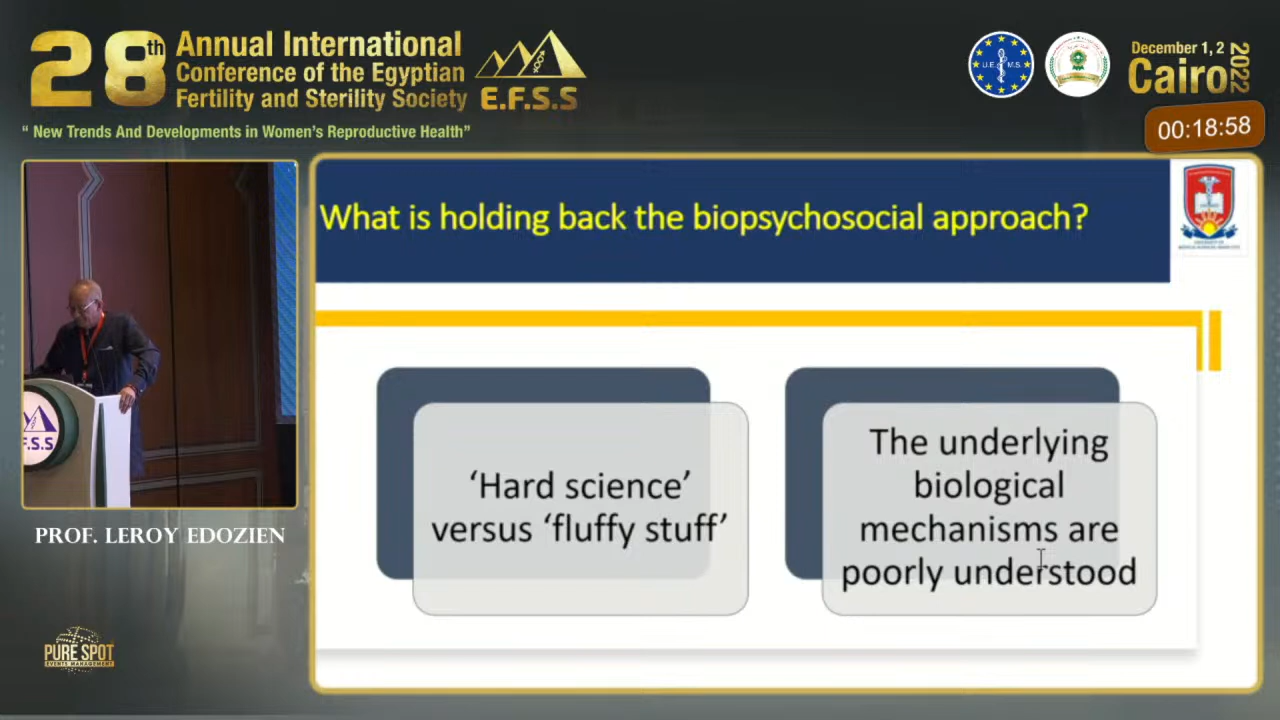 28th
Annual International
Conference of the Egyptian
Fertility and Sterility Society
E.F.S.S
" New Trends And Developments in Women's Reproductive Health"
U.E.M.S.
December 1, 2
Cairo
2022
00:18:58
What is holding back the biopsychosocial approach?
'Hard science'
versus 'fluffy stuff'
The underlying
biological
mechanisms are
poorly understood
F.S.S
PROF. LEROY EDOZIEN
PURE SPOT
EVENTS MANAGEMENT